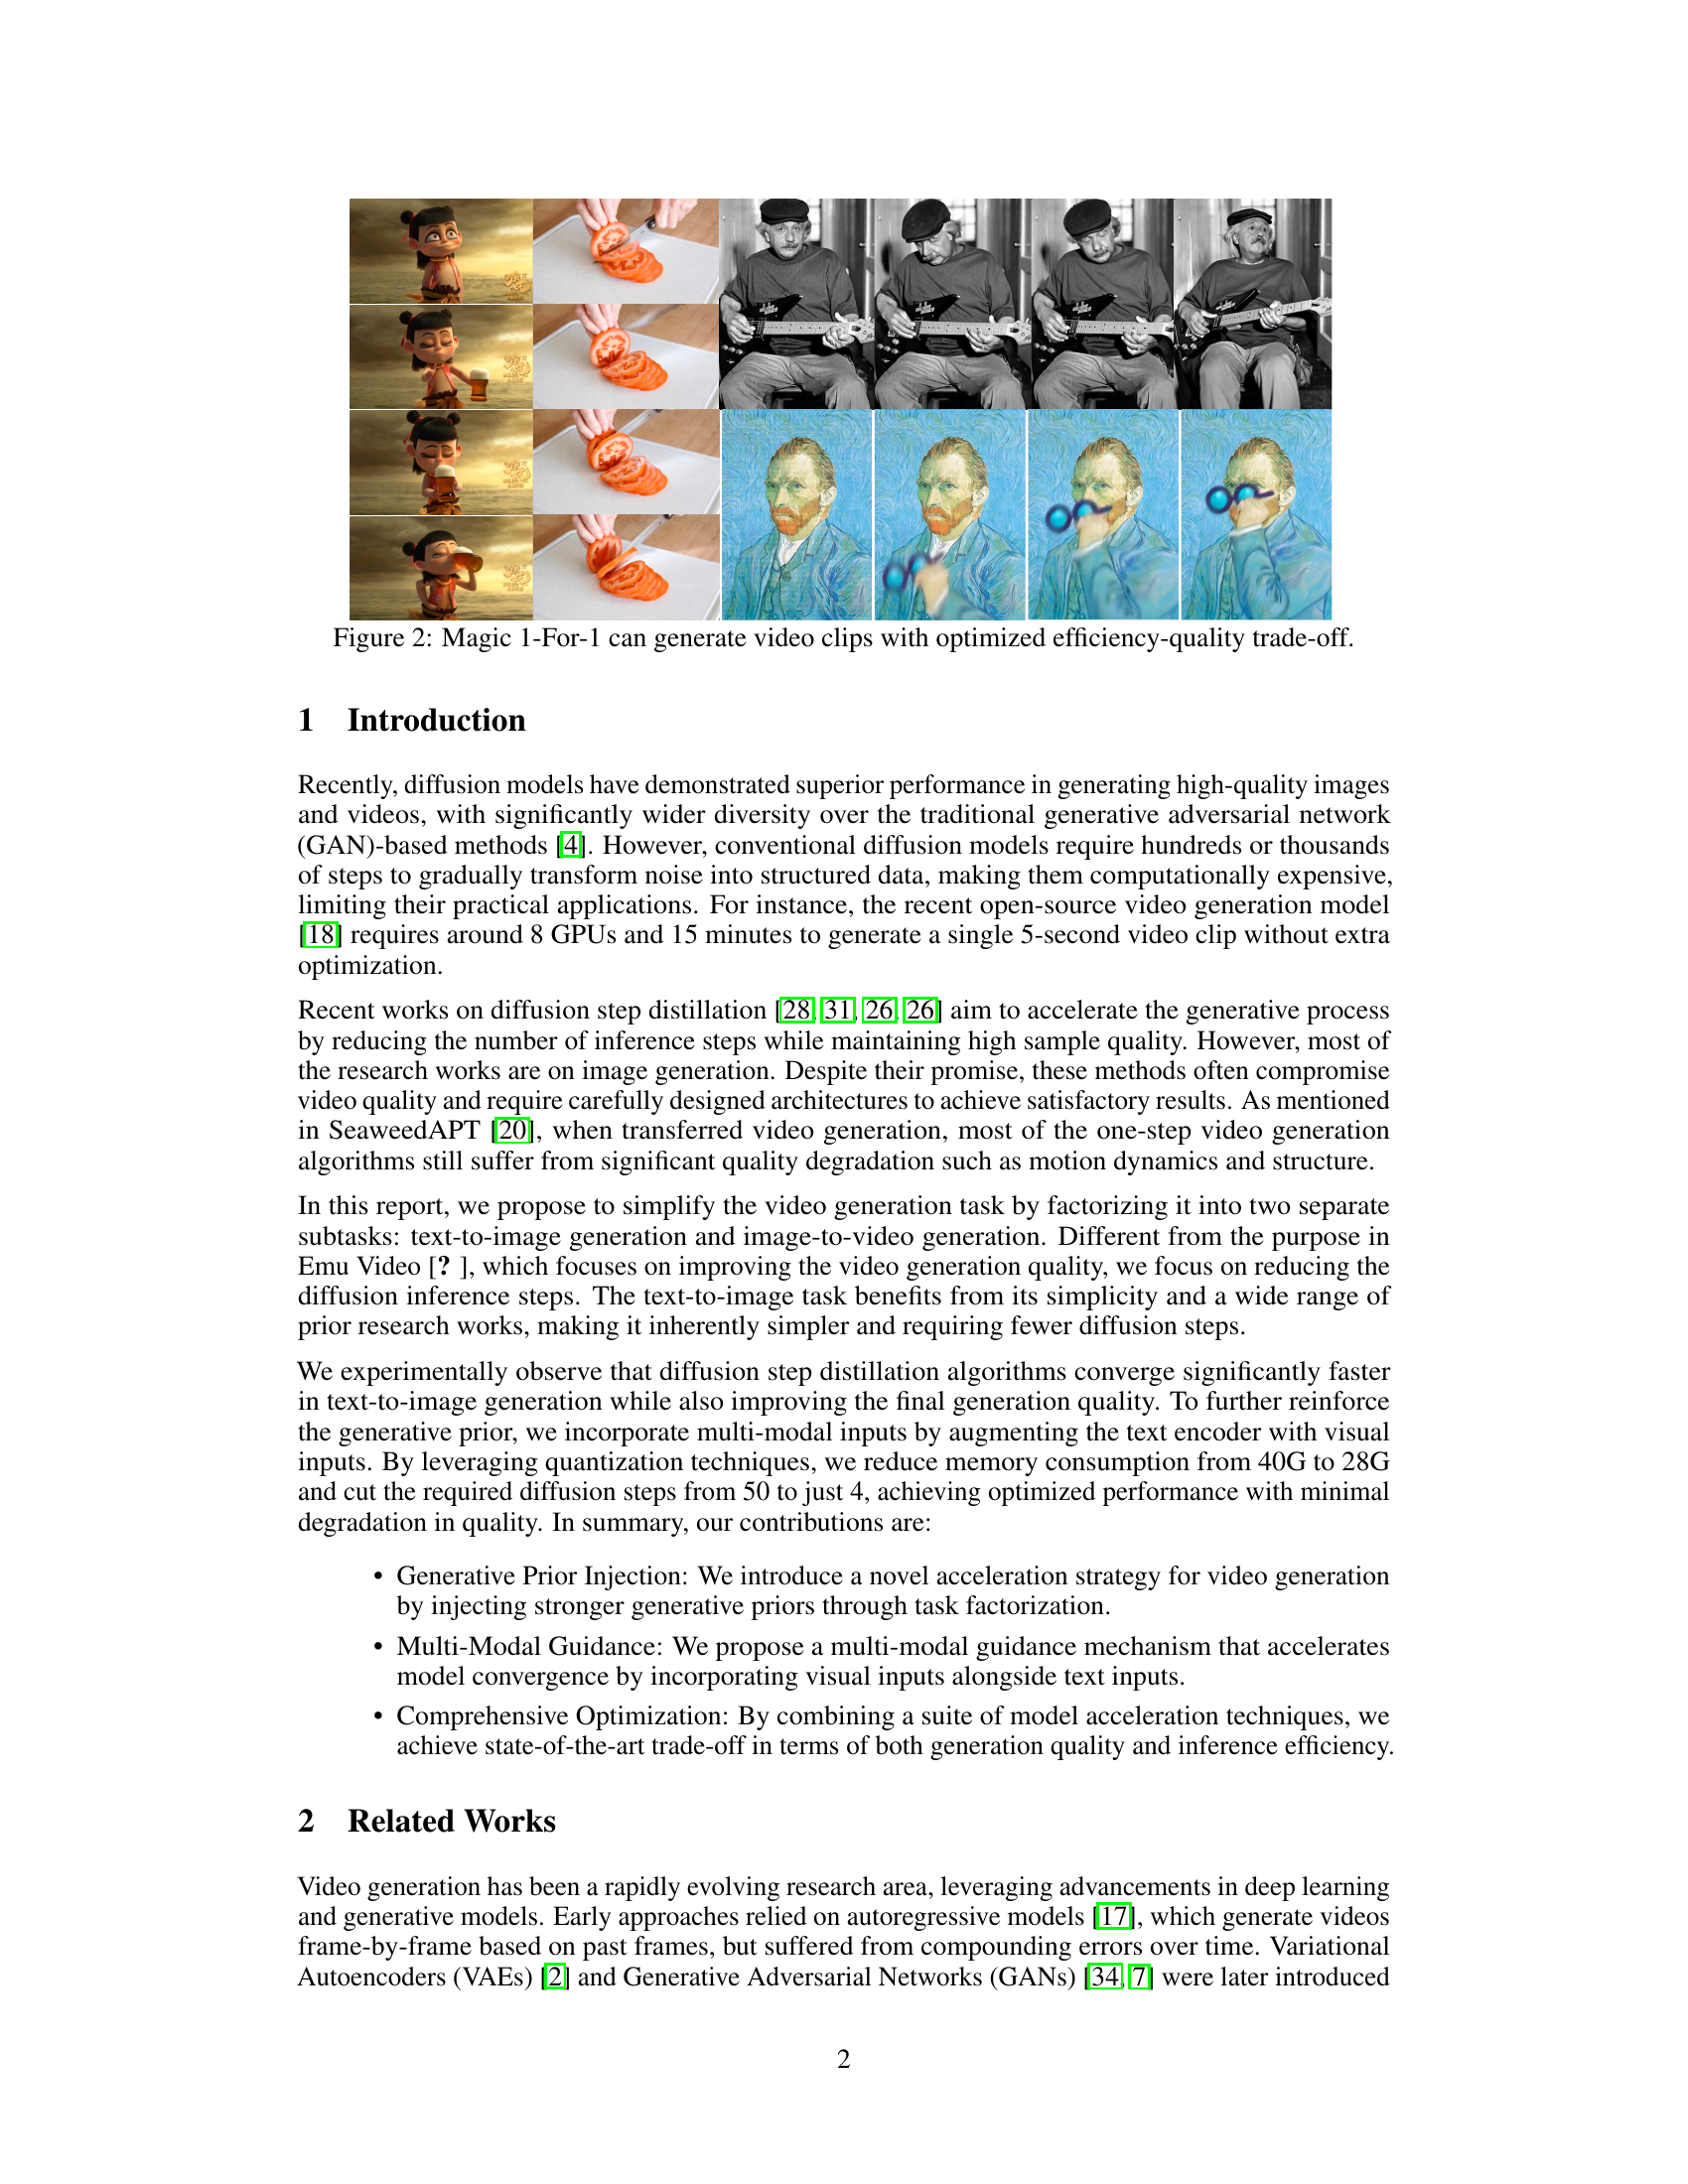 Figure 2: Magic 1-For-1 can generate video clips with optimized efficiency-quality trade-off.
1 Introduction
Recently, diffusion models have demonstrated superior performance in generating high-quality images
and videos, with significantly wider diversity over the traditional generative adversarial network
(GAN)-based methods [4]. However, conventional diffusion models require hundreds or thousands
of steps to gradually transform noise into structured data, making them computationally expensive,
limiting their practical applications. For instance, the recent open-source video generation model
[18] requires around 8 GPUs and 15 minutes to generate a single 5-second video clip without extra
optimization.
Recent works on diffusion step distillation [28, 31, 26, 26] aim to accelerate the generative process
by reducing the number of inference steps while maintaining high sample quality. However, most of
the research works are on image generation. Despite their promise, these methods often compromise
video quality and require carefully designed architectures to achieve satisfactory results. As mentioned
in SeaweedAPT [20], when transferred video generation, most of the one-step video generation
algorithms still suffer from significant quality degradation such as motion dynamics and structure.
In this report, we propose to simplify the video generation task by factorizing it into two separate
subtasks: text-to-image generation and image-to-video generation. Different from the purpose in
Emu Video [? ], which focuses on improving the video generation quality, we focus on reducing the
diffusion inference steps. The text-to-image task benefits from its simplicity and a wide range of
prior research works, making it inherently simpler and requiring fewer diffusion steps.
We experimentally observe that diffusion step distillation algorithms converge significantly faster
in text-to-image generation while also improving the final generation quality. To further reinforce
the generative prior, we incorporate multi-modal inputs by augmenting the text encoder with visual
inputs. By leveraging quantization techniques, we reduce memory consumption from 40G to 28G
and cut the required diffusion steps from 50 to just 4, achieving optimized performance with minimal
degradation in quality. In summary, our contributions are:
• Generative Prior Injection: We introduce a novel acceleration strategy for video generation
by injecting stronger generative priors through task factorization.
• Multi-Modal Guidance: We propose a multi-modal guidance mechanism that accelerates
model convergence by incorporating visual inputs alongside text inputs.
• Comprehensive Optimization: By combining a suite of model acceleration techniques, we
achieve state-of-the-art trade-off in terms of both generation quality and inference efficiency.
2 Related Works
Video generation has been a rapidly evolving research area, leveraging advancements in deep learning
and generative models. Early approaches relied on autoregressive models [17], which generate videos
frame-by-frame based on past frames, but suffered from compounding errors over time. Variational
Autoencoders (VAEs) [2] and Generative Adversarial Networks (GANs) [34, 7] were later introduced
2